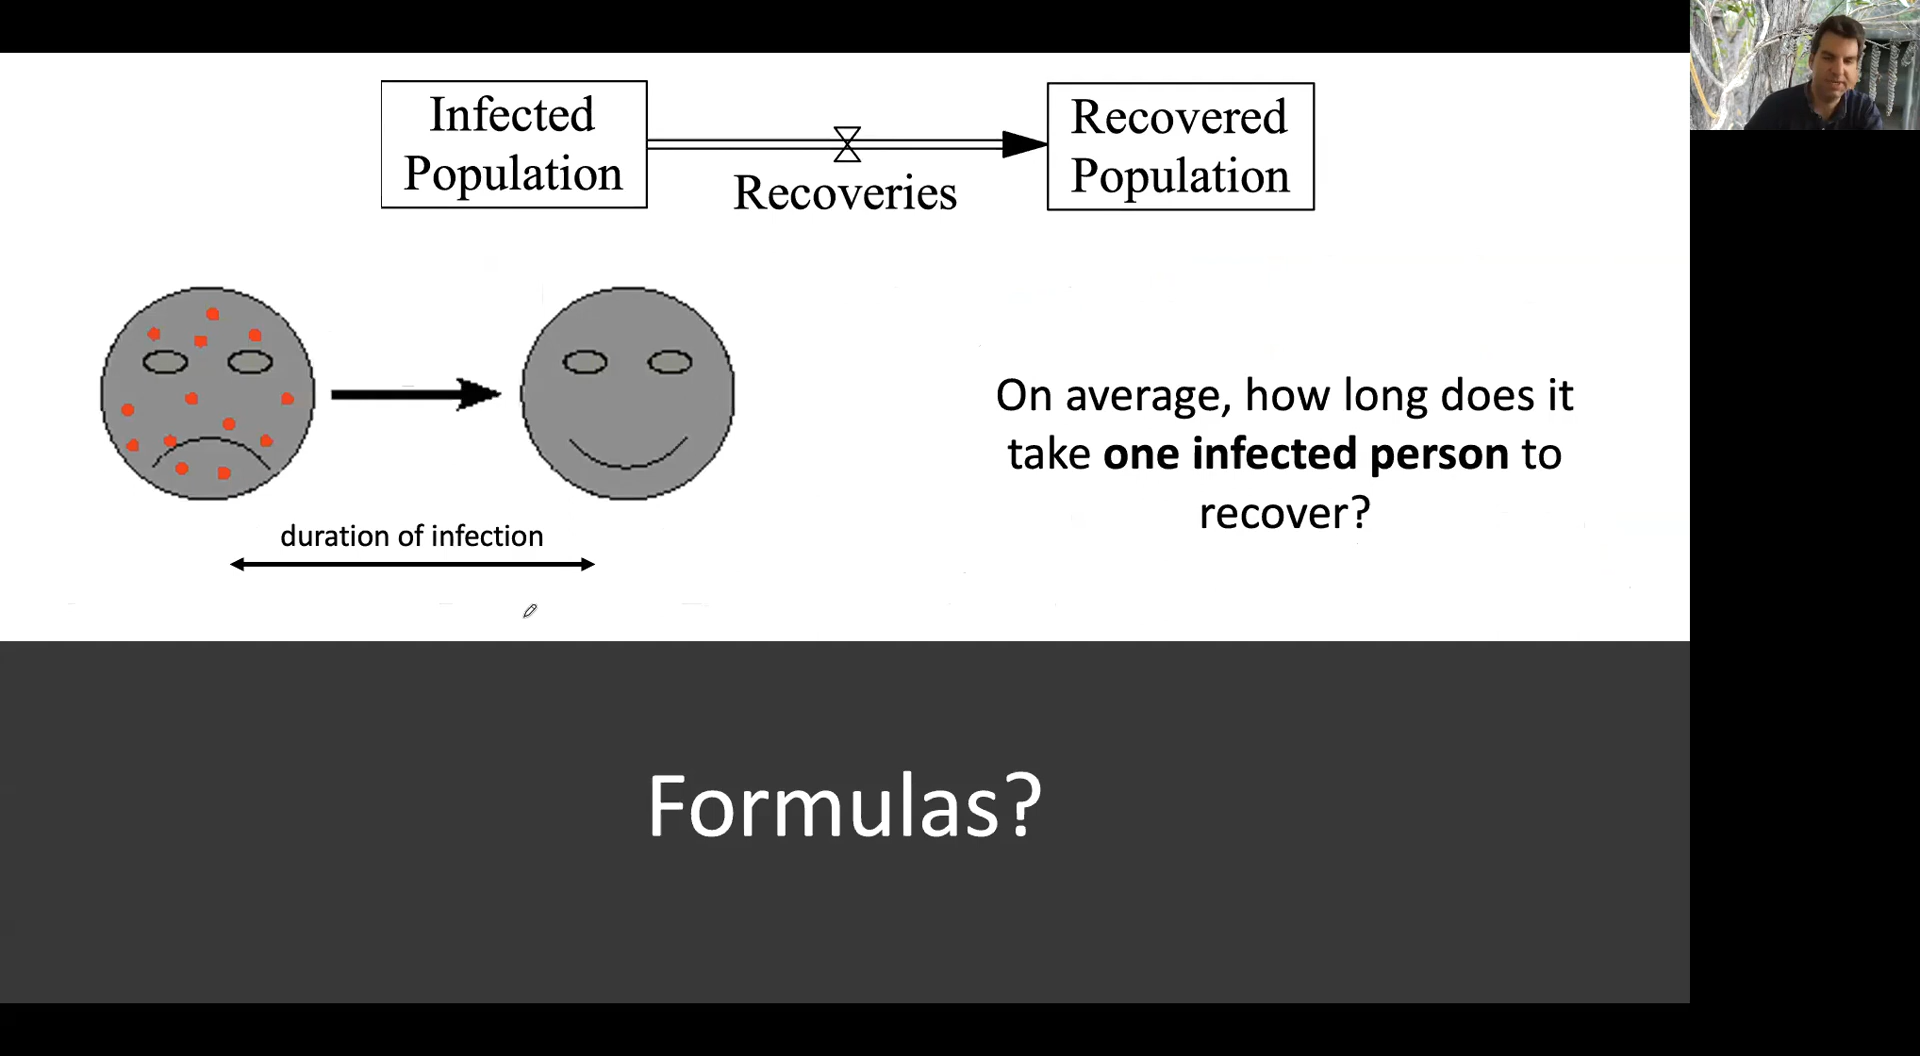 Infected
Population
Recoveries
Recovered
Population
duration of infection
On average, how long does it
take one infected person to
recover?
Formulas?